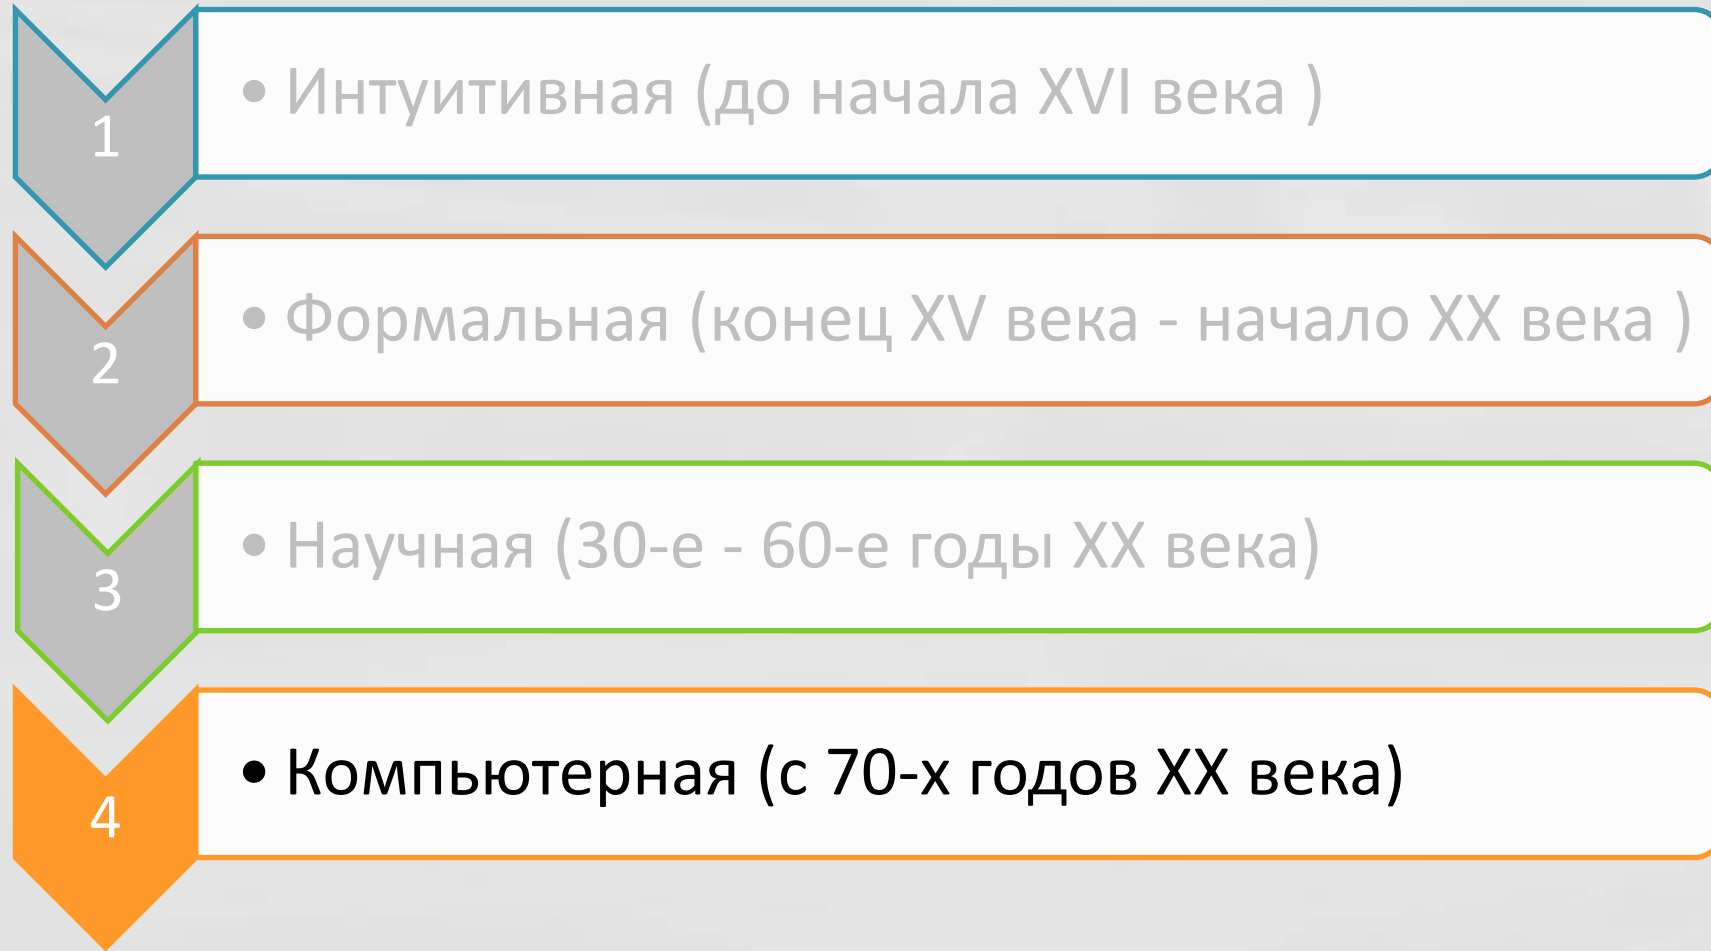 1
• Интуитивная (до начала XVI века )
2
• Формальная (конец XV века - начало XX века )
3
• Научная (30-е - 60-е годы XX века)
4
• Компьютерная (с 70-х годов XX века)